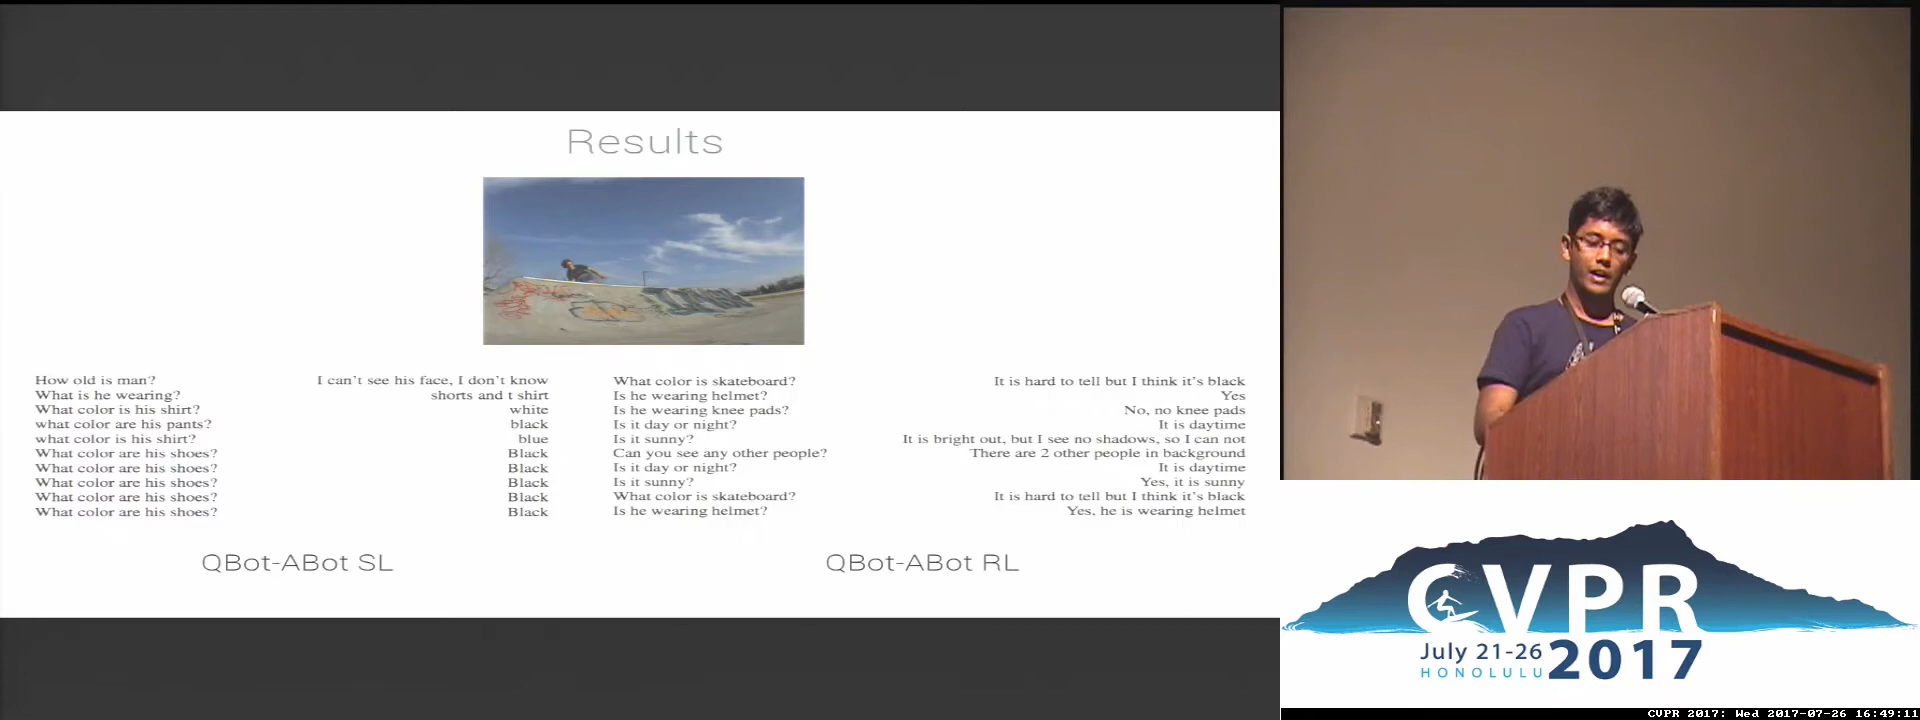 Results
How old is man? I can't see his face, I don't know
What is he wearing? shorts and t shirt
What color is his shirt? white
what color are his pants? black
what color is his shirt? blue
What color are his shoes? Black
What color are his shoes? Black
What color are his shoes? Black
What color are his shoes? Black
What color are his shoes? Black
QBot-ABot SL
What color is skateboard? It is hard to tell but I think it's black
Is he wearing helmet? Yes
Is he wearing knee pads? No, no knee pads
Is it day or night? It is daytime
Is it sunny? It is bright out, but I see no shadows, so I can not
Can you see any other people? There are 2 other people in background
Is it day or night? It is daytime
Is it sunny? Yes, it is sunny
What color is skateboard? It is hard to tell but I think it's black
Is he wearing helmet? Yes, he is wearing helmet
QBot-ABot RL
CVPR
July 21-26 2017
HONOLULU
CVPR 2017: Wed 2017-07-26 16:49:11